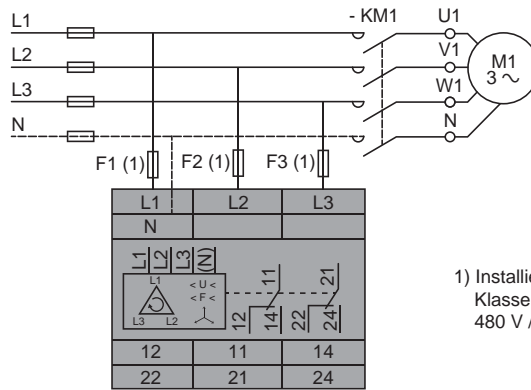 L1
- KM1
U1
L2
V1
M1
3 ~
L3
W1
N
N
F1 (1)
F2 (1)
F3 (1)
L1
L2
L3
N
L1
L2
L3
(N)
L1
L3
L2
< U <
< F <
11
12
14
21
22
24
1) Installie
Klasse
480 V /
12
11
14
22
21
24